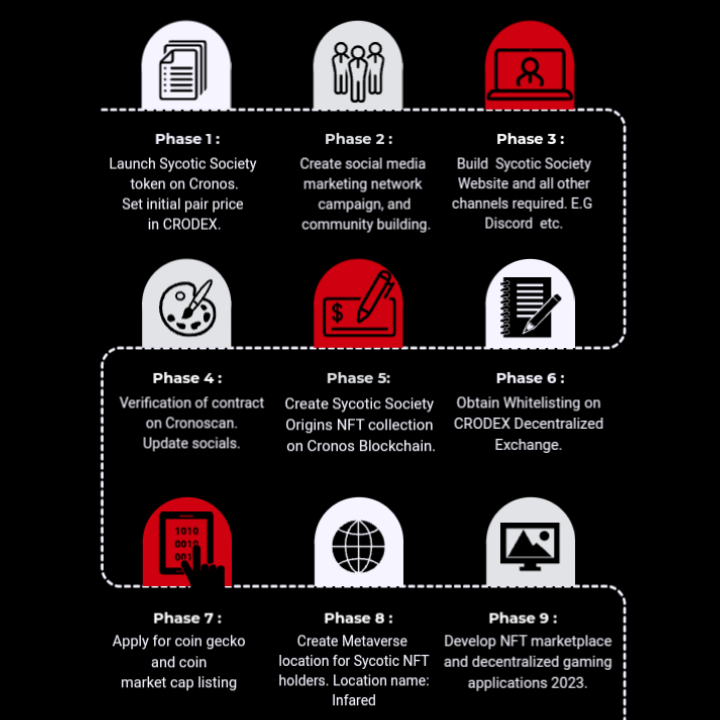 Phase 1 :
Launch Sycotic Society
token on Cronos.
Set initial pair price
in CRODEX.
Phase 2 :
Create social media
marketing network
campaign, and
community building.
Phase 3 :
Build Sycotic Society
Website and all other
channels required. E.G
Discord etc.
$
Phase 4 :
Verification of contract
on Cronoscan.
Update socials.
Phase 5:
Create Sycotic Society
Origins NFT collection
on Cronos Blockchain.
Phase 6 :
Obtain Whitelisting on
CRODEX Decentralized
Exchange.
1010
001
00
Phase 7 :
Apply for coin gecko
and coin
market cap listing
Phase 8 :
Create Metaverse
location for Sycotic NFT
holders. Location name:
Infared
Phase 9 :
Develop NFT marketplace
and decentralized gaming
applications 2023.